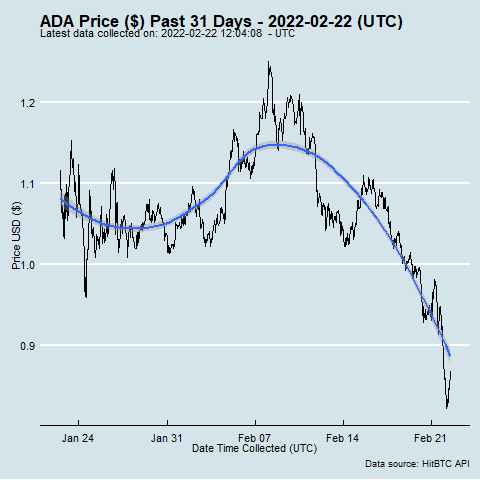 ADA Price ($) Past 31 Days - 2022-02-22 (UTC)
Latest data collected on: 2022-02-22 12:04:08 - UTC
1.2
1.1
1.0
0.9
Price USD ($)
Jan 24 Jan 31 Feb 07 Feb 14 Feb 21
Date Time Collected (UTC)
Data source: HitBTC API